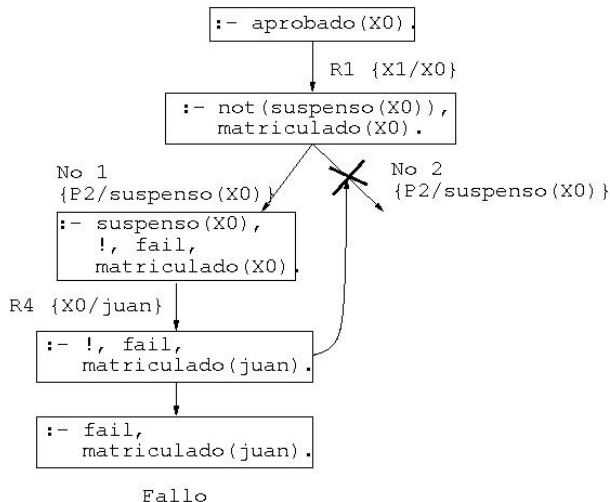 :- aprobado(X0).
R1 {X1/X0}
:- not(suspenso(X0)),
matriculado(X0).
No 1
{P2/suspenso(X0)}
No 2
{P2/suspenso(X0)}
:- suspenso(X0),
!, fail,
matriculado(X0).
R4 {X0/juan}
:- !, fail,
matriculado(juan).
:- fail,
matriculado(juan).
Fallo